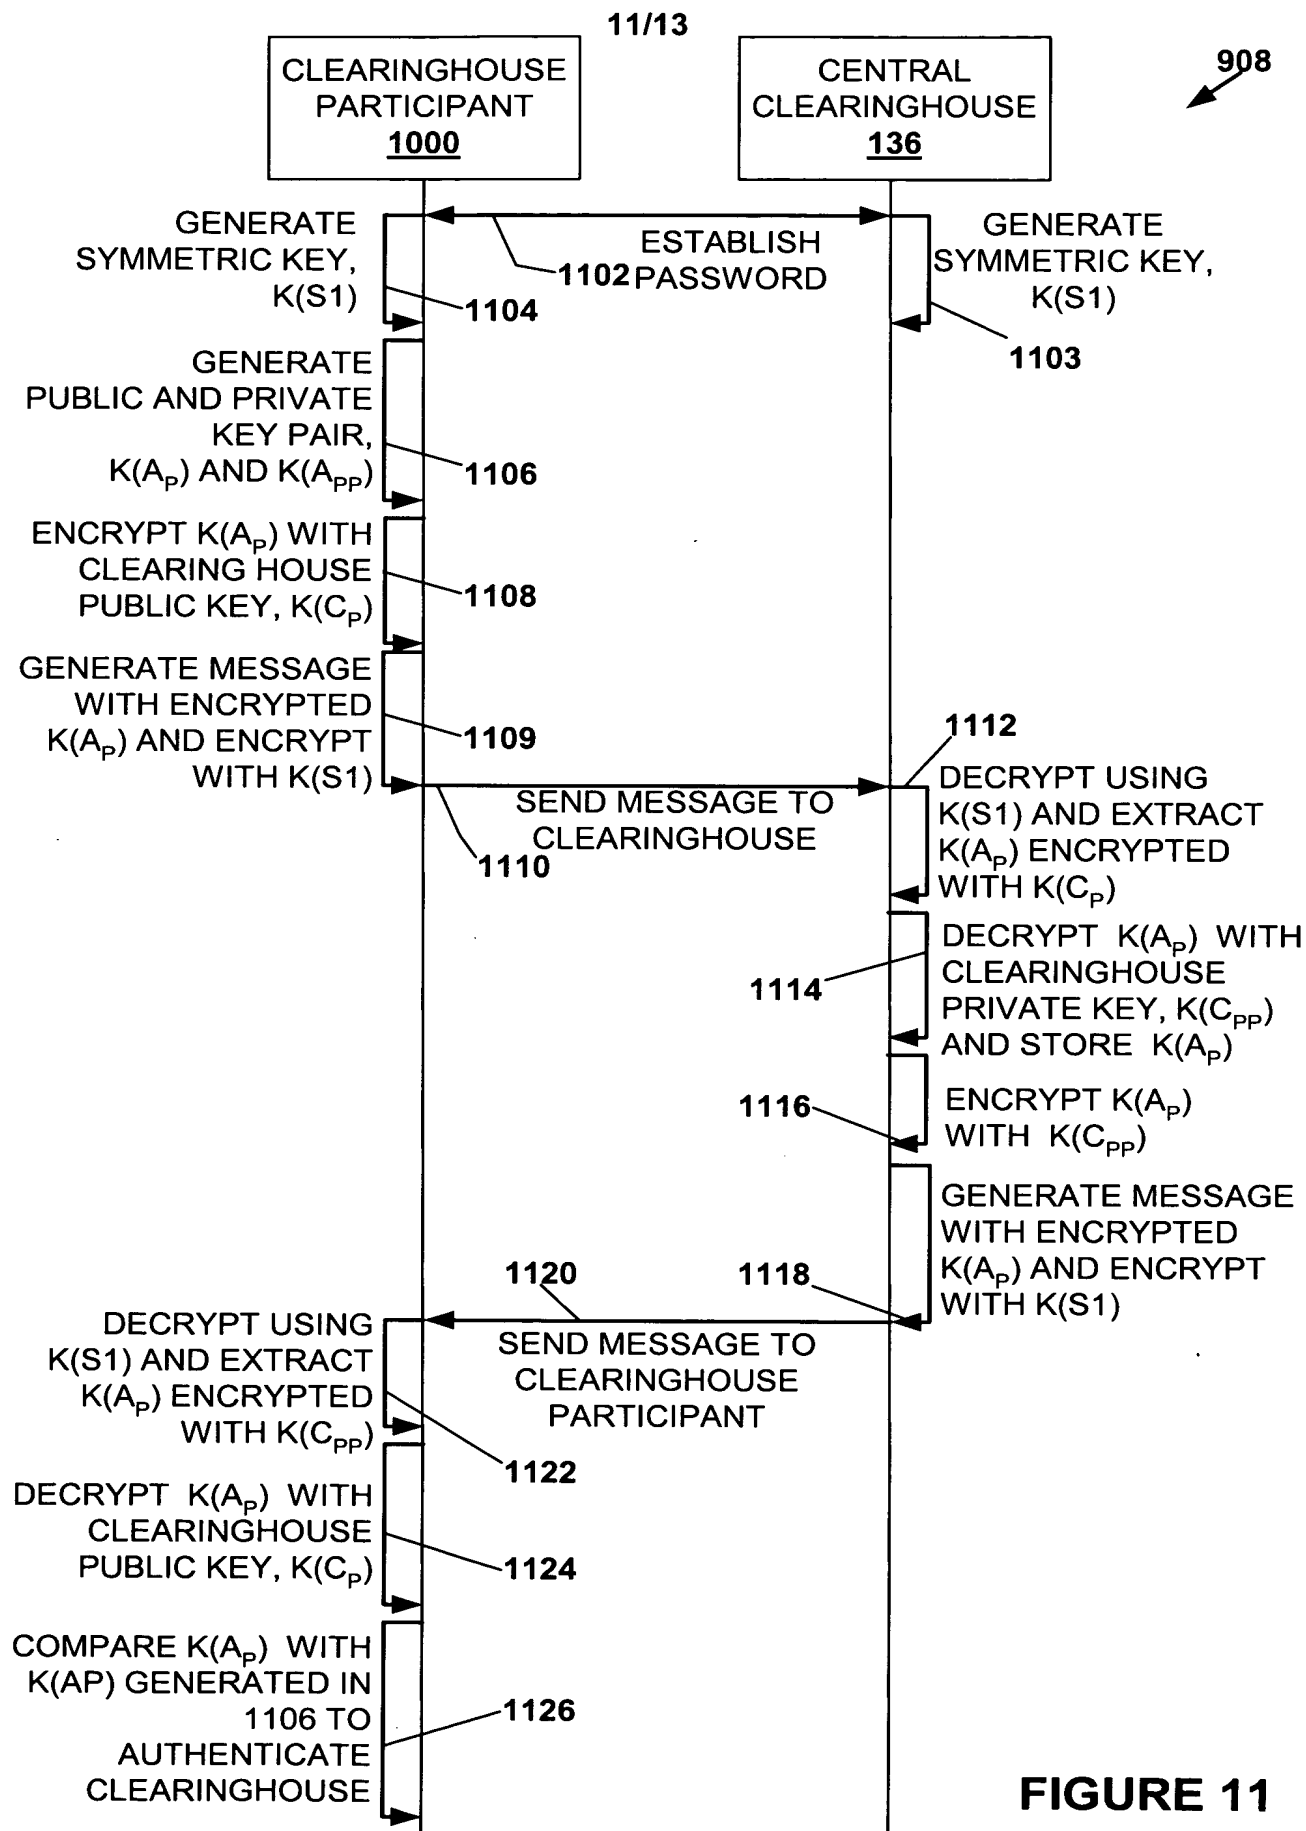 11/13
CLEARINGHOUSE
PARTICIPANT
1000
CENTRAL
CLEARINGHOUSE
136
908
GENERATE
SYMMETRIC KEY,
K(S1)
1104
ESTABLISH
PASSWORD
1102
GENERATE
SYMMETRIC KEY,
K(S1)
1103
GENERATE
PUBLIC AND PRIVATE
KEY PAIR,
K(AP) AND K(APP)
1106
ENCRYPT K(AP) WITH
CLEARING HOUSE
PUBLIC KEY, K(CP)
1108
GENERATE MESSAGE
WITH ENCRYPTED
K(AP) AND ENCRYPT
WITH K(S1)
1109
SEND MESSAGE TO
CLEARINGHOUSE
1110
1112
DECRYPT USING
K(S1) AND EXTRACT
K(AP) ENCRYPTED
WITH K(CP)
DECRYPT K(AP) WITH
CLEARINGHOUSE
PRIVATE KEY, K(CPP)
AND STORE K(AP)
1114
ENCRYPT K(AP)
WITH K(CPP)
1116
GENERATE MESSAGE
WITH ENCRYPTED
K(AP) AND ENCRYPT
WITH K(S1)
1118
1120
SEND MESSAGE TO
CLEARINGHOUSE
PARTICIPANT
DECRYPT USING
K(S1) AND EXTRACT
K(AP) ENCRYPTED
WITH K(CPP)
1122
DECRYPT K(AP) WITH
CLEARINGHOUSE
PUBLIC KEY, K(CP)
1124
COMPARE K(AP) WITH
K(AP) GENERATED IN
1106 TO
AUTHENTICATE
CLEARINGHOUSE
1126
FIGURE 11